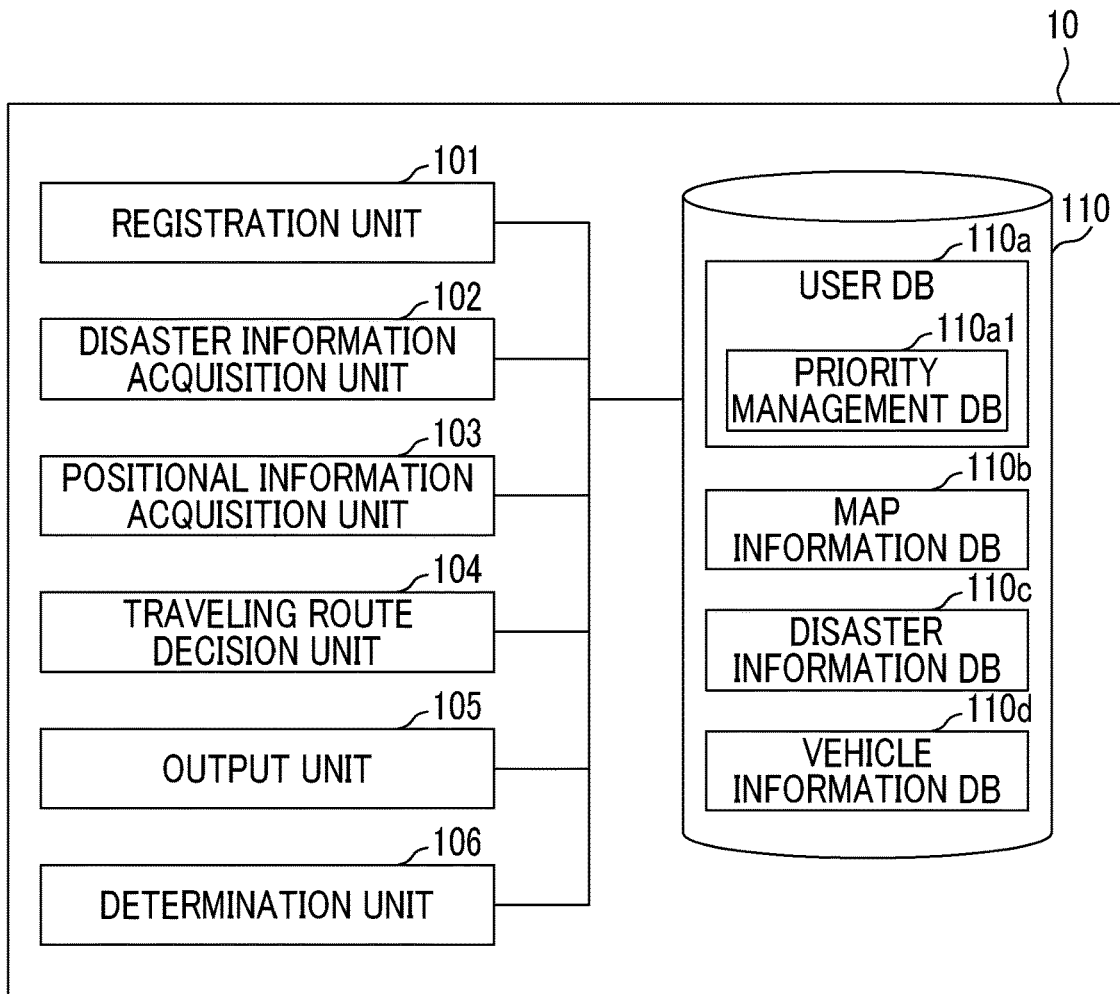 10
101
REGISTRATION UNIT
102
DISASTER INFORMATION
ACQUISITION UNIT
103
POSITIONAL INFORMATION
ACQUISITION UNIT
104
TRAVELING ROUTE
DECISION UNIT
105
OUTPUT UNIT
106
DETERMINATION UNIT
110
110a
USER DB
110a1
PRIORITY
MANAGEMENT DB
110b
MAP
INFORMATION DB
110c
DISASTER
INFORMATION DB
110d
VEHICLE
INFORMATION DB